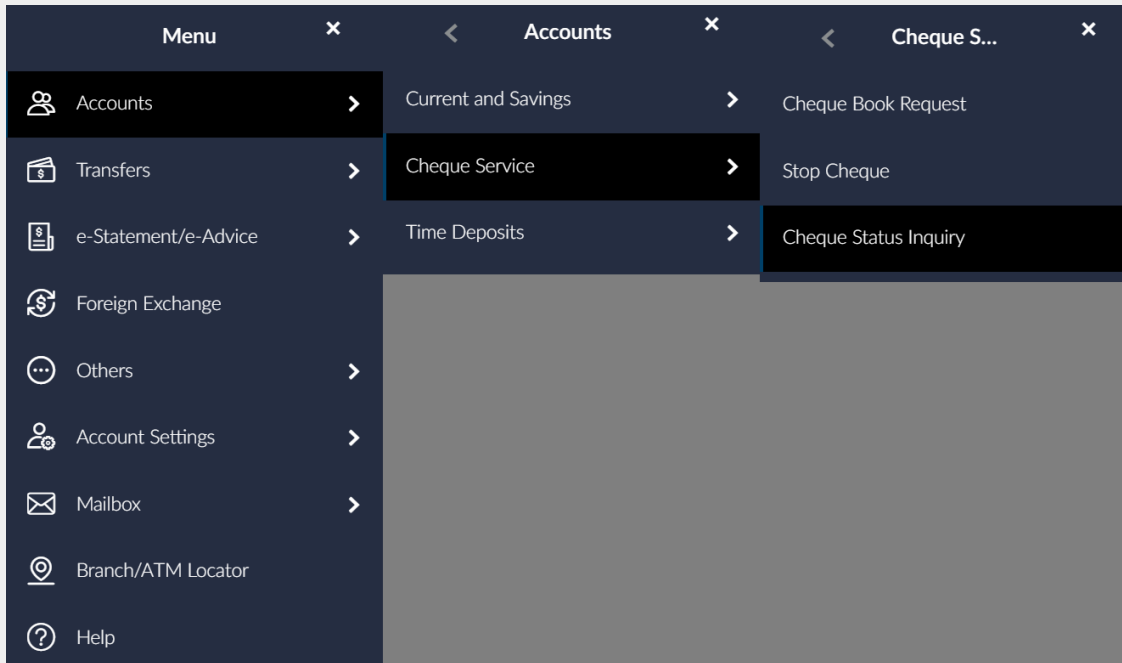 Menu
Accounts
Transfers
e-Statement/e-Advice
Foreign Exchange
Others
Account Settings
Mailbox
Branch/ATM Locator
Help
Accounts
Current and Savings
Cheque Service
Time Deposits
Cheque S...
Cheque Book Request
Stop Cheque
Cheque Status Inquiry